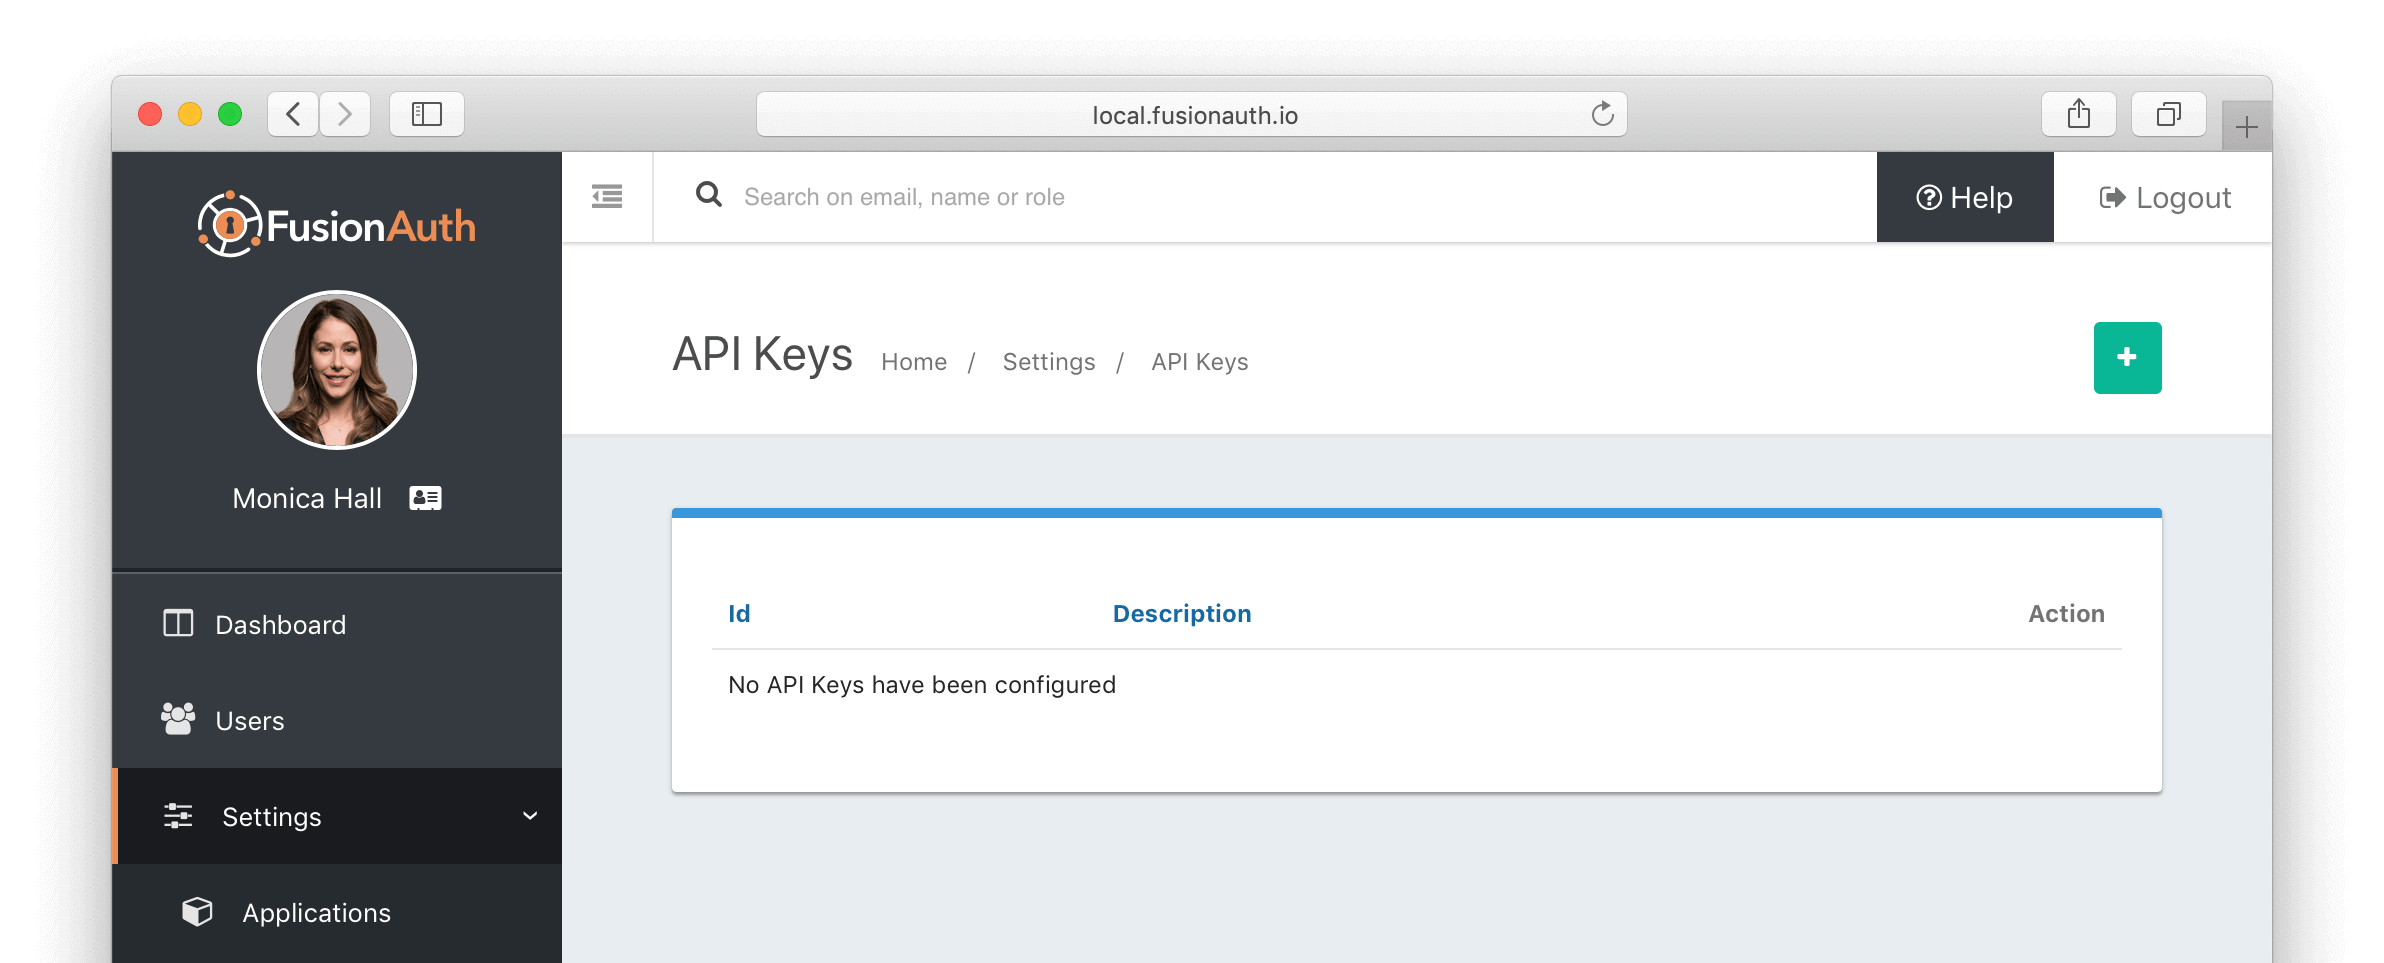 local.fusionauth.io
FusionAuth
Search on email, name or role
Help
Logout
Monica Hall
API Keys Home / Settings / API Keys
Id Description Action
No API Keys have been configured
Dashboard
Users
Settings
Applications